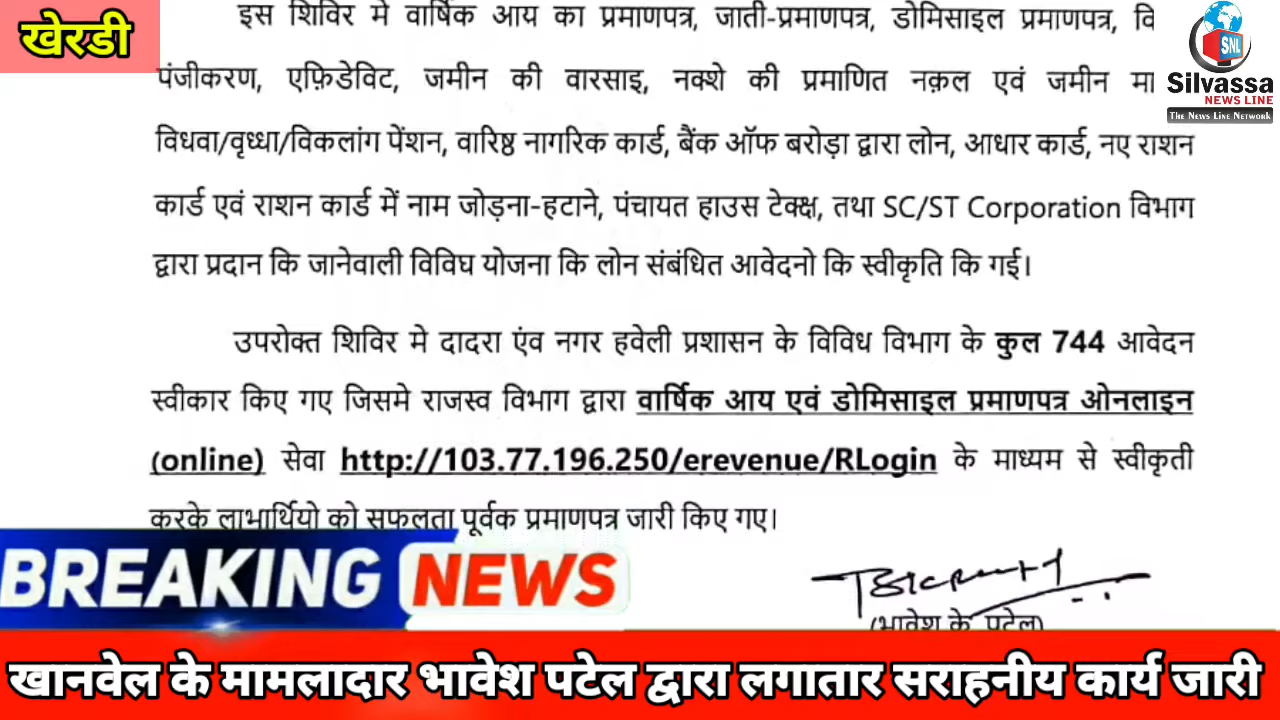 खेरडी
इस शिविर मे वार्षिक आय का प्रमाणपत्र, जाती-प्रमाणपत्र, डोमिसाइल प्रमाणपत्र,
पंजीकरण, एफ़िडेविट, जमीन की वारसाइ, नक्शे की प्रमाणित नक़ल एवं जमीन
विधवा/वृध्धा/विकलांग पेंशन, वारिष्ठ नागरिक कार्ड, बैंक ऑफ बरोड़ा द्वारा लोन, आधार कार्ड, नए राशन
कार्ड एवं राशन कार्ड में नाम जोड़ना-हटाने, पंचायत हाउस टेक्ष, तथा SC/ST Corporation विभाग
द्वारा प्रदान कि जानेवाली विविघ योजना कि लोन संबंधित आवेदनो कि स्वीकृति कि गई।
उपरोक्त शिविर मे दादरा एंव नगर हवेली प्रशासन के विविध विभाग के कुल 744 आवेदन
स्वीकार किए गए जिसमे राजस्व विभाग द्वारा वार्षिक आय एवं डोमिसाइल प्रमाणपत्र ओनलाइन
(online) सेवा http://103.77.196.250/erevenue/RLogin के माध्यम से स्वीकृती
करके लाभार्थियो को सफलता पूर्वक प्रमाणपत्र जारी किए गए।
(भावेश के पटेल)
SNL
Silvassa
NEWS LINE
The News Line Network
BREAKING NEWS
खानवेल के मामलादार भावेश पटेल द्वारा लगातार सराहनीय कार्य जारी